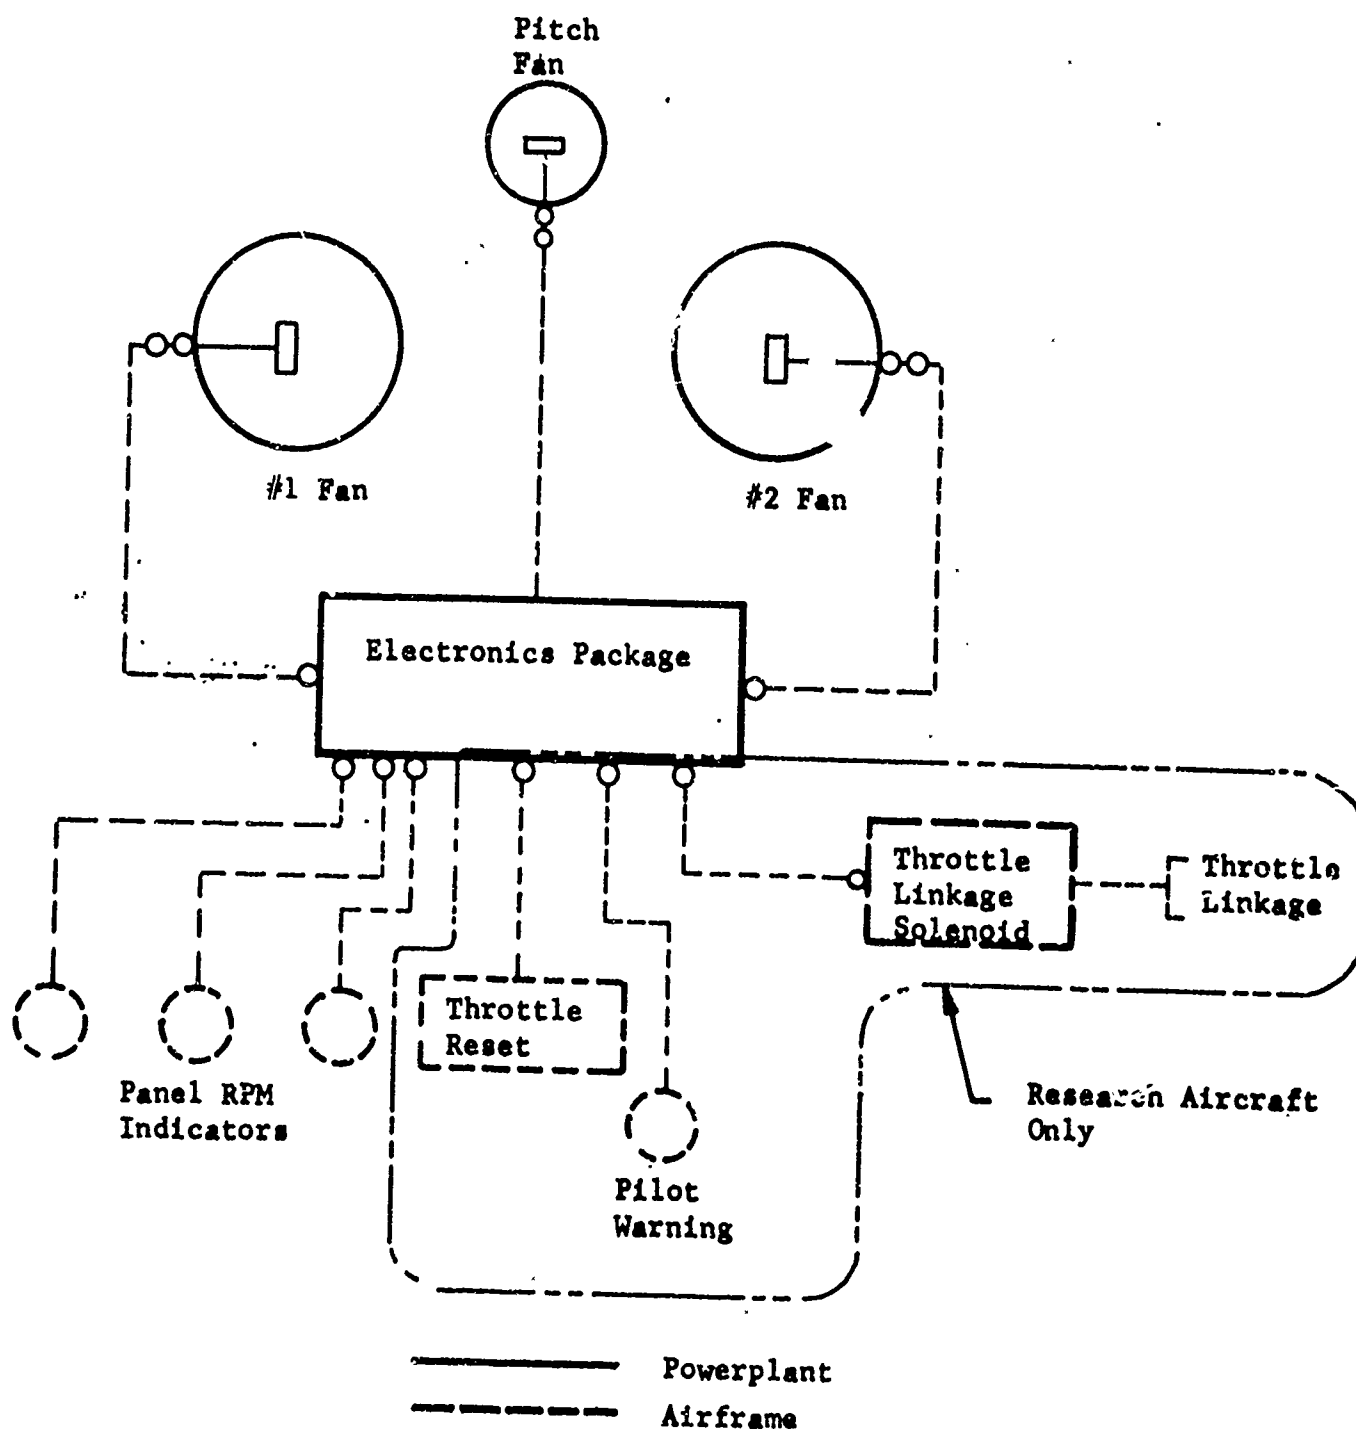 Pitch
Fan
#1 Fan
#2 Fan
Electronics Package
Throttle
Linkage
Solenoid
Throttle
Linkage
Throttle
Reset
Panel RPM
Indicators
Research Aircraft
Only
Pilot
Warning
Powerplant
Airframe